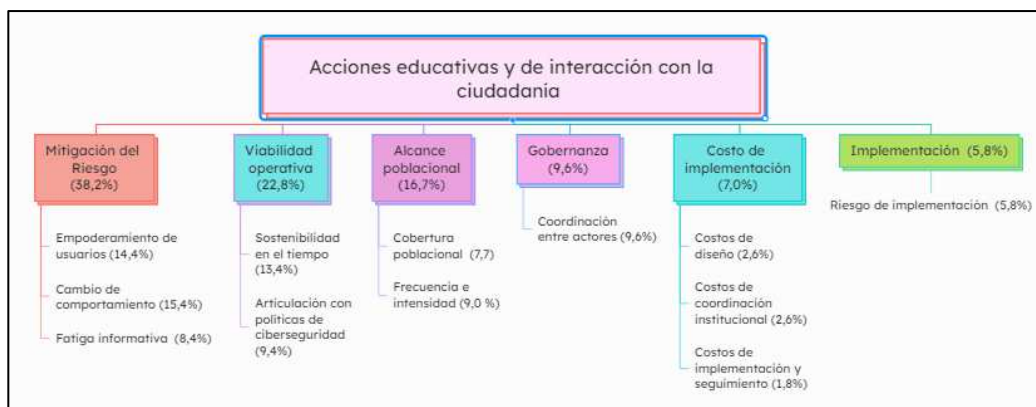 Acciones educativas y de interacción con la
ciudadanía
Mitigación del
Riesgo
(38,2%)
Empoderamiento de
usuarios (14,4%)
Cambio de
comportamiento (15,4%)
Fatiga informativa (8,4%)
Viabilidad
operativa
(22,8%)
Sostenibilidad
en el tiempo
(13,4%)
Articulación con
políticas de
ciberseguridad
(9,4%)
Alcance
poblacional
(16,7%)
Cobertura
poblacional (7,7)
Frecuencia e
intensidad (9,0 %)
Gobernanza
(9,6%)
Coordinación
entre actores (9,6%)
Costo de
implementación
(7,0%)
Costos de
diseño (2,6%)
Costos de
coordinación
institucional (2,6%)
Costos de
implementación y
seguimiento (1,8%)
Implementación (5,8%)
Riesgo de implementación (5,8%)